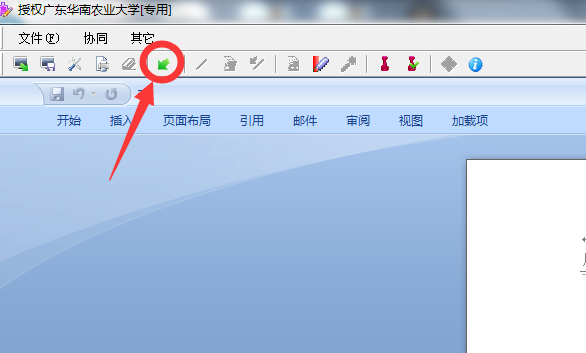 授权广东华南农业大学[专用]
文件(F) 协同 其它
开始 插入 页面布局 引用 邮件 审阅 视图 加载项